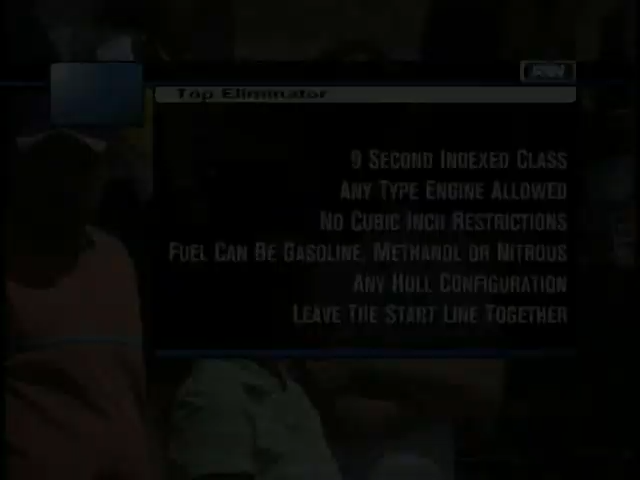 Top Eliminator
9 Second Indexed Class
Any Type Engine Allowed
No Cubic Inch Restrictions
Fuel Can Be Gasoline, Methanol or Nitrous
Any Hull Configuration
Leave The Start Line Together